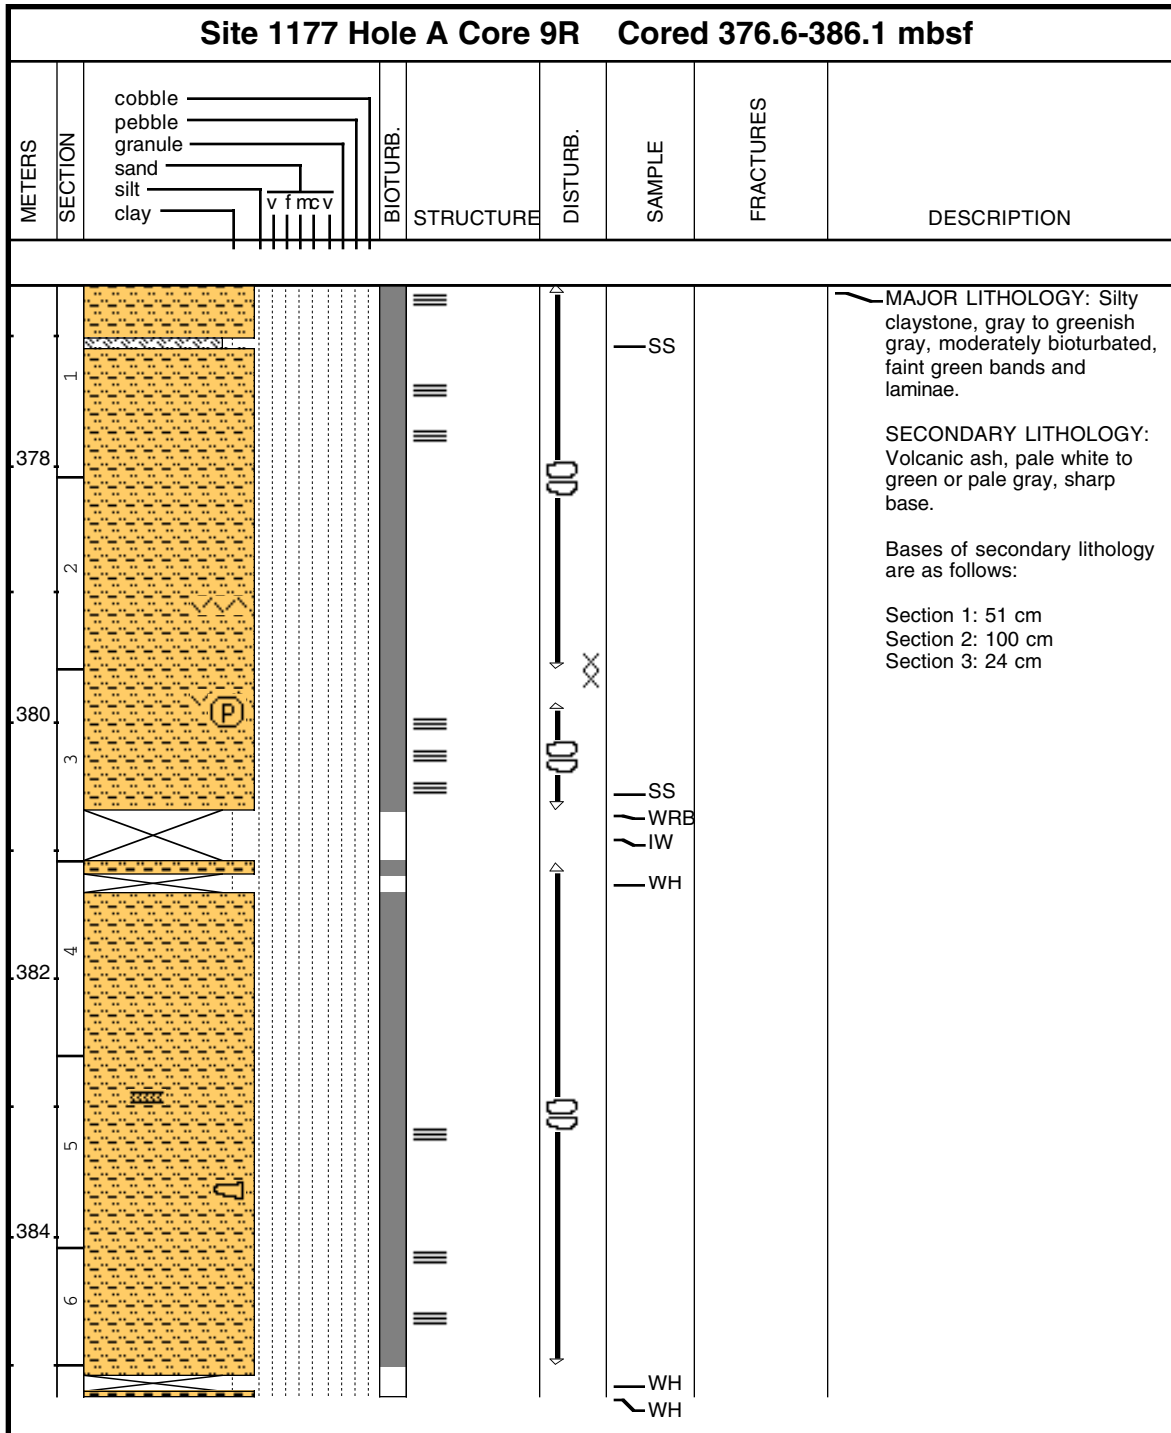 Site 1177 Hole A Core 9R Cored 376.6-386.1 mbsf
METERS
SECTION
cobble
pebble
granule
sand
silt
clay
v f m c v
BIOTURB.
STRUCTURE
DISTURB.
SAMPLE
FRACTURES
DESCRIPTION
378
380
382
384
1
2
3
4
5
6
P
SS
SS
WRB
IW
WH
WH
WH
MAJOR LITHOLOGY: Silty
claystone, gray to greenish
gray, moderately bioturbated,
faint green bands and
laminae.
SECONDARY LITHOLOGY:
Volcanic ash, pale white to
green or pale gray, sharp
base.
Bases of secondary lithology
are as follows:
Section 1: 51 cm
Section 2: 100 cm
Section 3: 24 cm